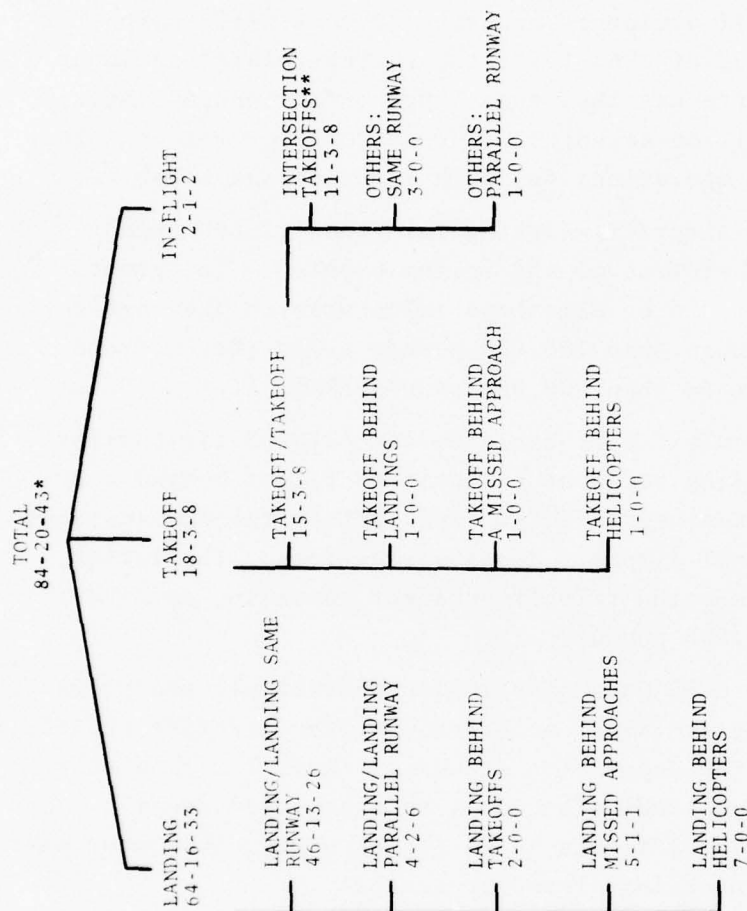 TOTAL
84-20-43*
LANDING
64-16-33
TAKEOFF
18-3-8
IN-FLIGHT
2-1-2
LANDING/LANDING SAME
RUNWAY
46-13-26
LANDING/LANDING
PARALLEL RUNWAY
4-2-6
LANDING BEHIND
TAKEOFFS
2-0-0
LANDING BEHIND
MISSED APPROACHES
5-1-1
LANDING BEHIND
HELICOPTERS
7-0-0
TAKEOFF/TAKEOFF
15-3-8
TAKEOFF BEHIND
LANDINGS
1-0-0
TAKEOFF BEHIND
A MISSED APPROACH
1-0-0
TAKEOFF BEHIND
HELICOPTERS
1-0-0
INTERSECTION
TAKEOFFS**
11-3-8
OTHERS:
SAME RUNWAY
3-0-0
OTHERS:
PARALLEL RUNWAY
1-0-0